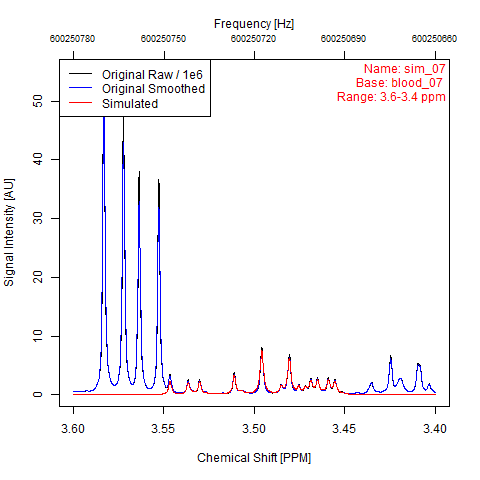 Frequency [Hz]
600250780 600250750 600250720 600250690 600250660
Original Raw / 1e6
Original Smoothed
Simulated
Name: sim_07
Base: blood_07
Range: 3.6-3.4 ppm
Signal Intensity [AU]
50
40
30
20
10
0
3.60 3.55 3.50 3.45 3.40
Chemical Shift [PPM]